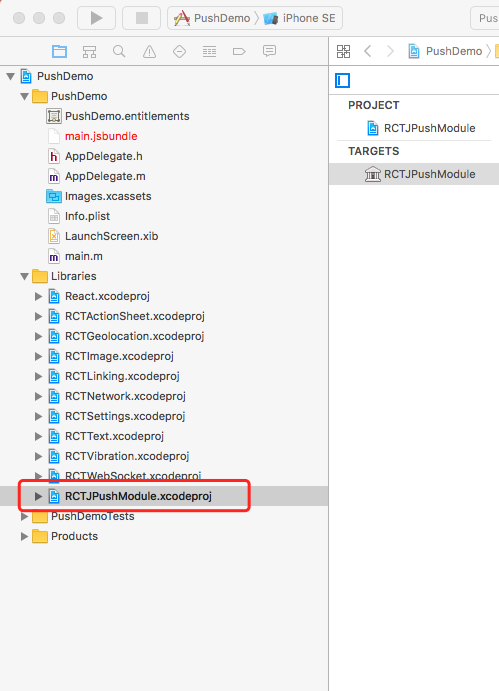 PushDemo iPhone SE Pus
PushDemo
PushDemo
PushDemo
PROJECT
PushDemo.entitlements
RCTJPushModule
main.jsbundle
TARGETS
AppDelegate.h
RCTJPushModule
AppDelegate.m
Images.xcassets
Info.plist
LaunchScreen.xib
main.m
Libraries
React.xcodeproj
RCTActionSheet.xcodeproj
RCTGeolocation.xcodeproj
RCTImage.xcodeproj
RCTLinking.xcodeproj
RCTNetwork.xcodeproj
RCTSettings.xcodeproj
RCTText.xcodeproj
RCTVibration.xcodeproj
RCTWebSocket.xcodeproj
RCTJPushModule.xcodeproj
PushDemoTests
Products